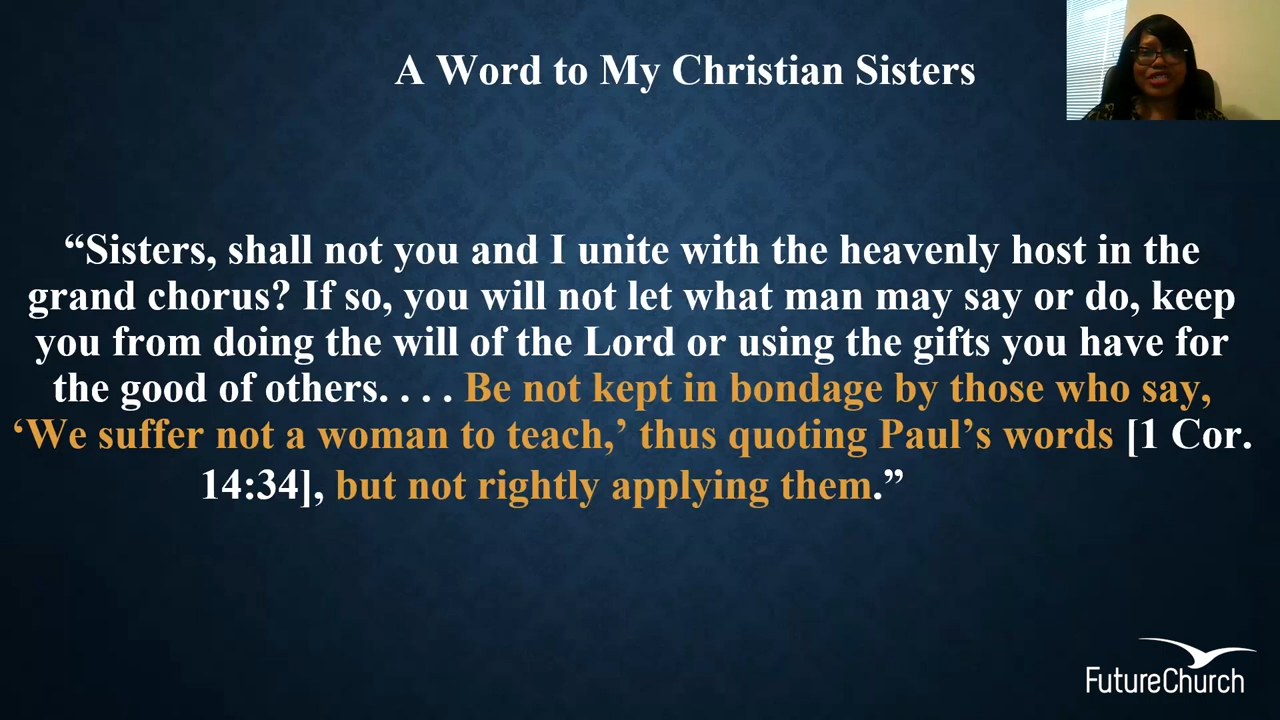 A Word to My Christian Sisters
“Sisters, shall not you and I unite with the heavenly host in the
grand chorus? If so, you will not let what man may say or do, keep
you from doing the will of the Lord or using the gifts you have for
the good of others. . . . Be not kept in bondage by those who say,
‘We suffer not a woman to teach,’ thus quoting Paul’s words [1 Cor.
14:34], but not rightly applying them.”
FutureChurch